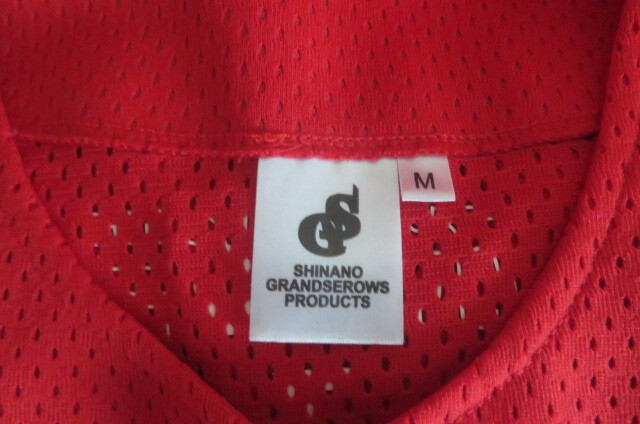 GS
M
SHINANO
GRANDSEROWS
PRODUCTS